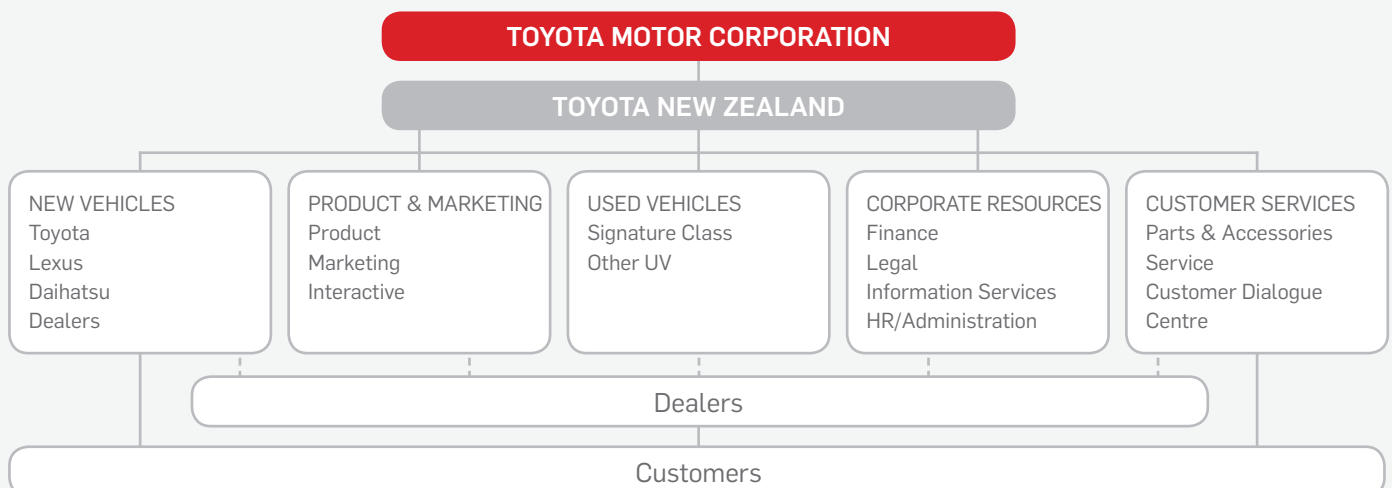 TOYOTA MOTOR CORPORATION
TOYOTA NEW ZEALAND
NEW VEHICLES
Toyota
Lexus
Daihatsu
Dealers
PRODUCT & MARKETING
Product
Marketing
Interactive
USED VEHICLES
Signature Class
Other UV
CORPORATE RESOURCES
Finance
Legal
Information Services
HR/Administration
CUSTOMER SERVICES
Parts & Accessories
Service
Customer Dialogue
Centre
Dealers
Customers